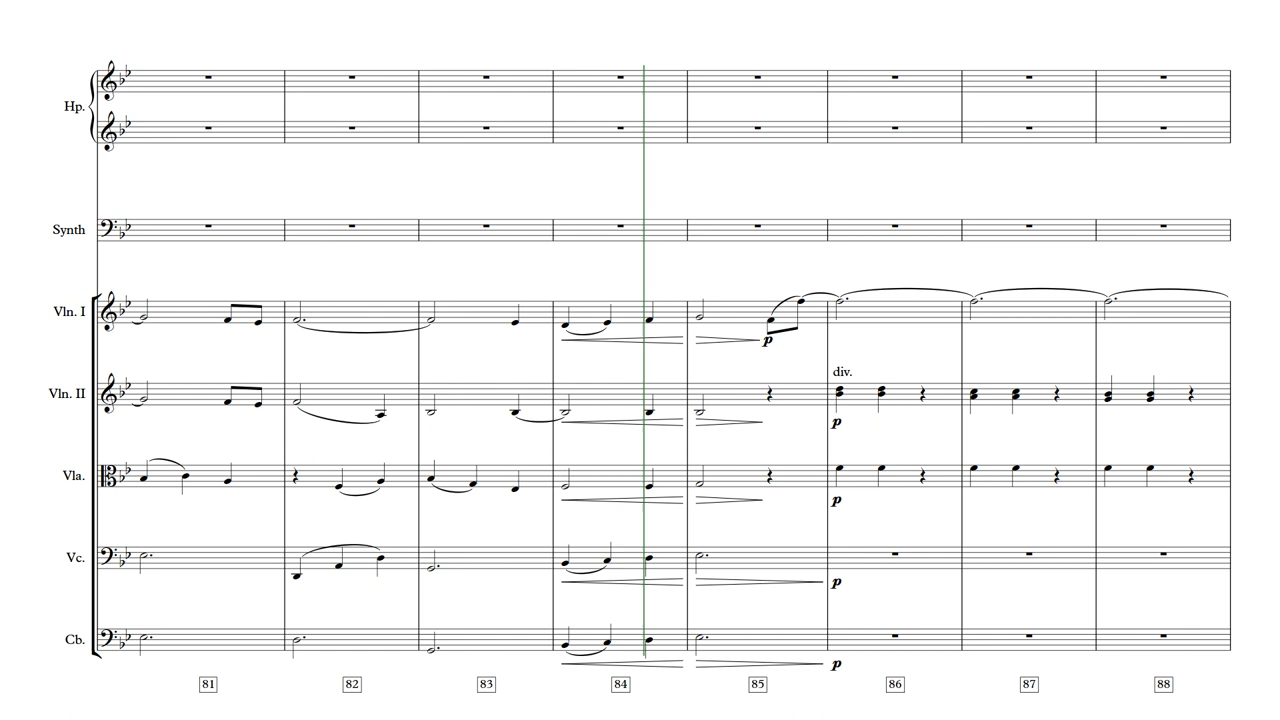 Hp.
Synth
Vln. I
p
div.
Vln. II
p
Vla.
p
Vc.
p
Cb.
p
81 82 83 84 85 86 87 88